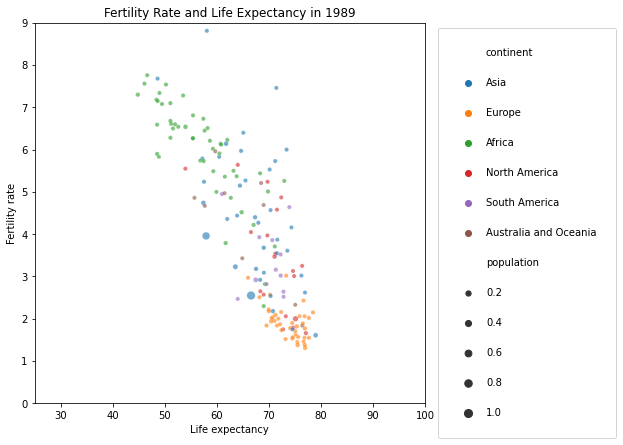 Fertility Rate and Life Expectancy in 1989
9
8
7
6
5
4
3
2
1
0
Fertility rate
30 40 50 60 70 80 90 100
Life expectancy
continent
Asia
Europe
Africa
North America
South America
Australia and Oceania
population
0.2
0.4
0.6
0.8
1.0